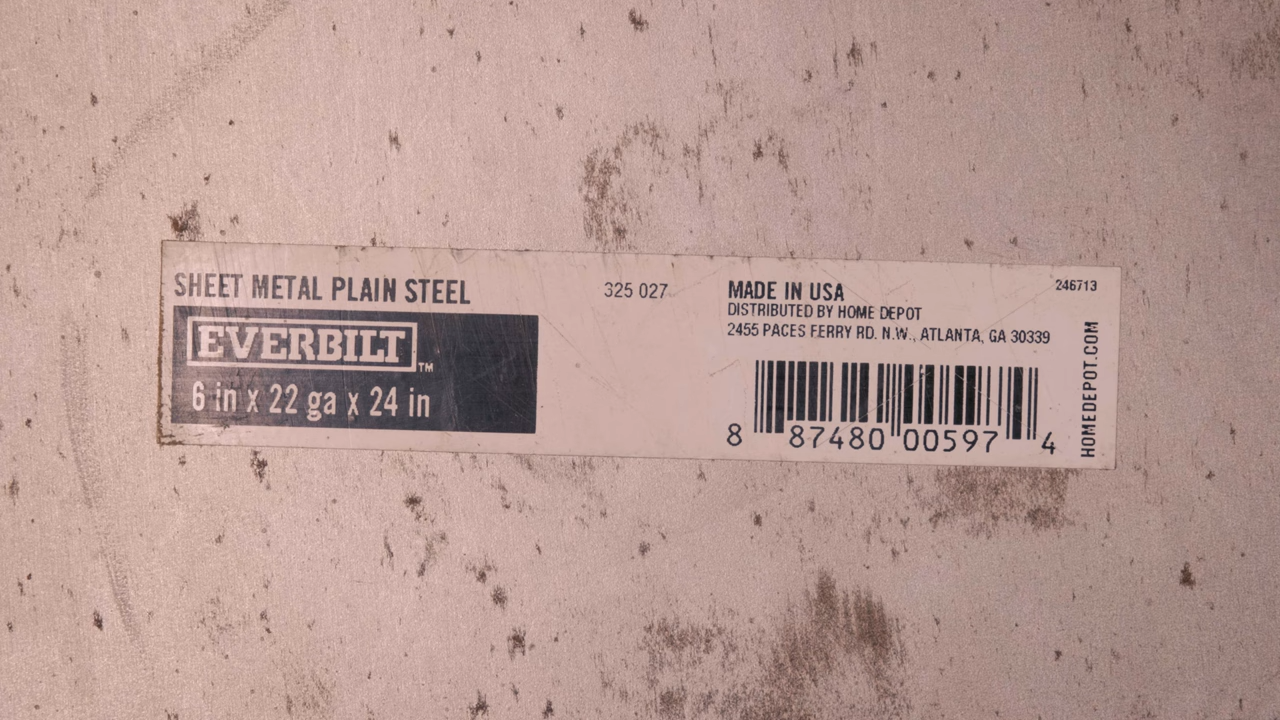 SHEET METAL PLAIN STEEL
EVERBILT™
6 in x 22 ga x 24 in
325 027
MADE IN USA
DISTRIBUTED BY HOME DEPOT
2455 PACES FERRY RD. N.W., ATLANTA, GA 30339
8 87480 00597 4
246713
HOMEDEPOT.COM